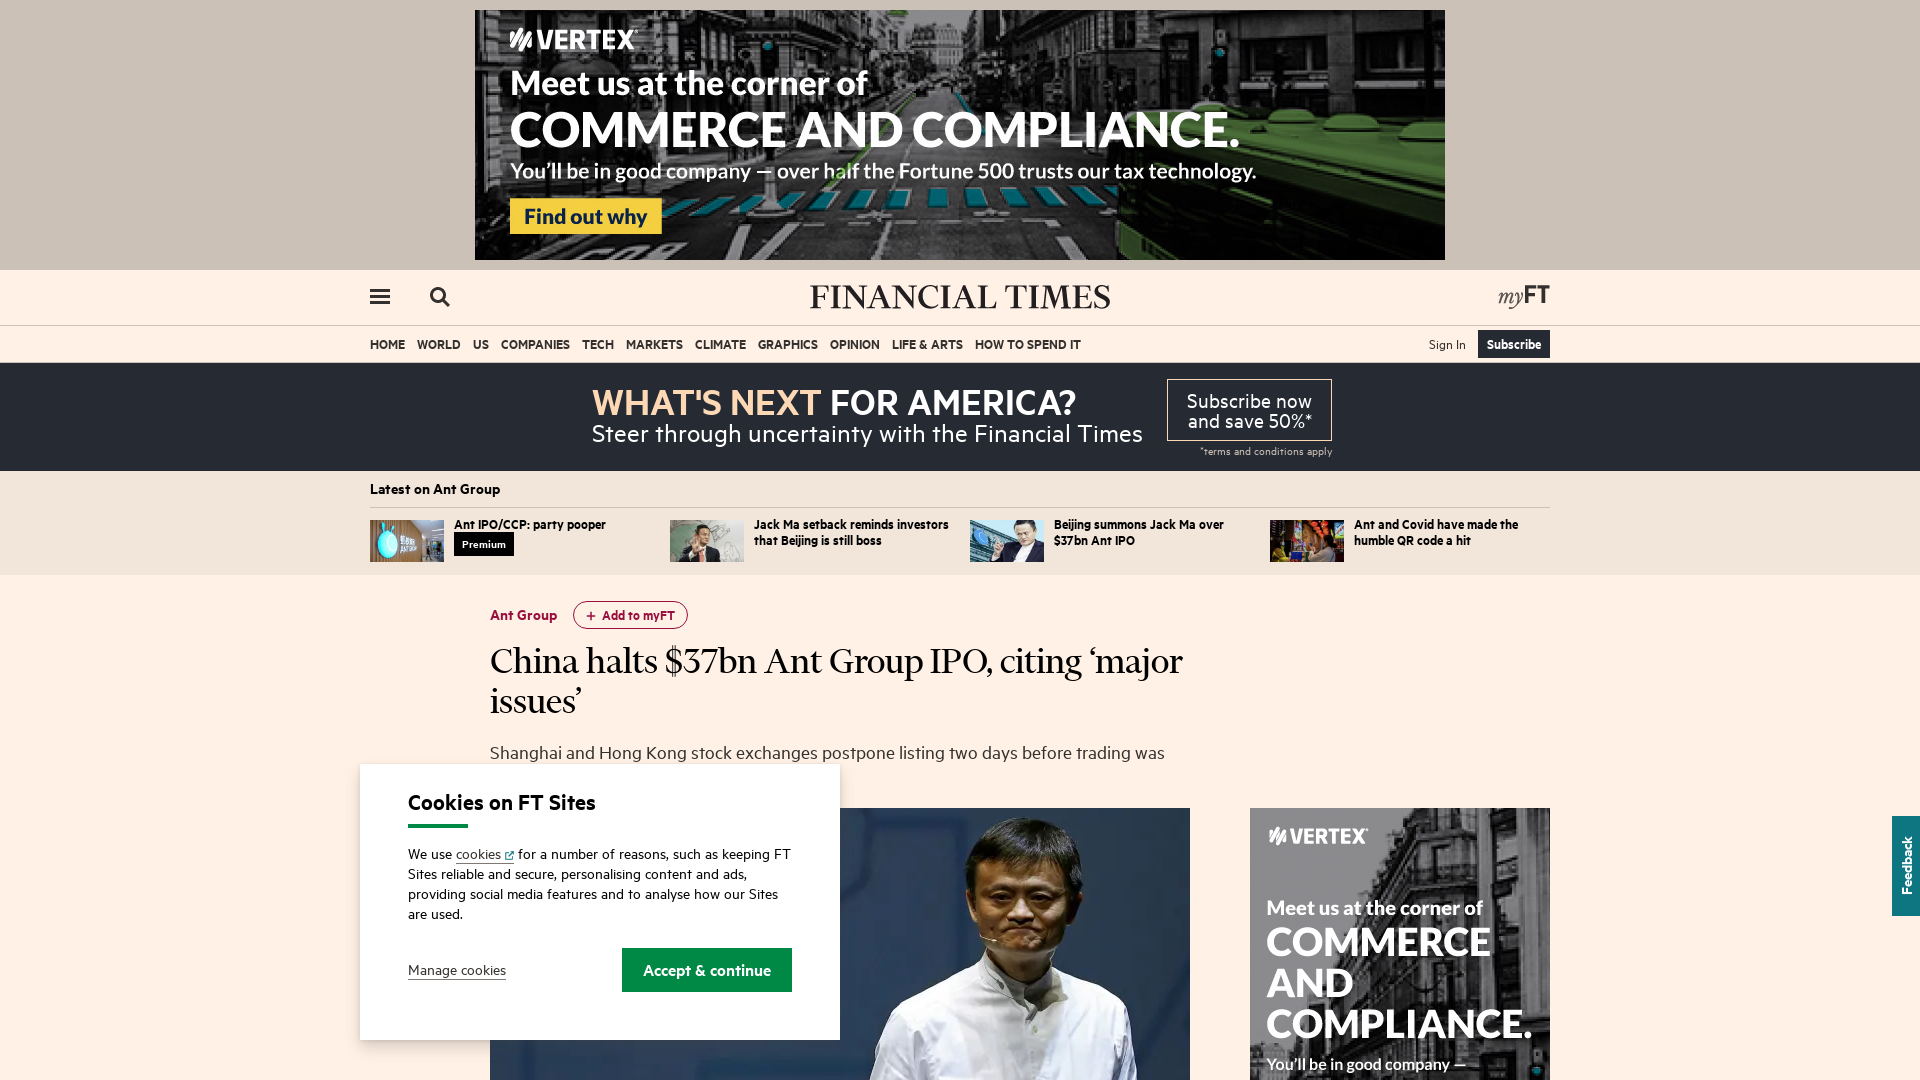 VERTEX
Meet us at the corner of
COMMERCE AND COMPLIANCE.
You'll be in good company — over half the Fortune 500 trusts our tax technology.
Find out why
FINANCIAL TIMES
myFT
HOME WORLD US COMPANIES TECH MARKETS CLIMATE GRAPHICS OPINION LIFE & ARTS HOW TO SPEND IT
Sign In Subscribe
WHAT'S NEXT FOR AMERICA?
Steer through uncertainty with the Financial Times
Subscribe now
and save 50%*
*terms and conditions apply
Latest on Ant Group
Ant IPO/CCP: party pooper
Premium
Jack Ma setback reminds investors
that Beijing is still boss
Beijing summons Jack Ma over
$37bn Ant IPO
Ant and Covid have made the
humble QR code a hit
Ant Group
+ Add to myFT
China halts $37bn Ant Group IPO, citing ‘major
issues’
Shanghai and Hong Kong stock exchanges postpone listing two days before trading was
Cookies on FT Sites
We use cookies for a number of reasons, such as keeping FT
Sites reliable and secure, personalising content and ads,
providing social media features and to analyse how our Sites
are used.
Manage cookies
Accept & continue
VERTEX
Meet us at the corner of
COMMERCE
AND
COMPLIANCE.
You'll be in good company —
Feedback